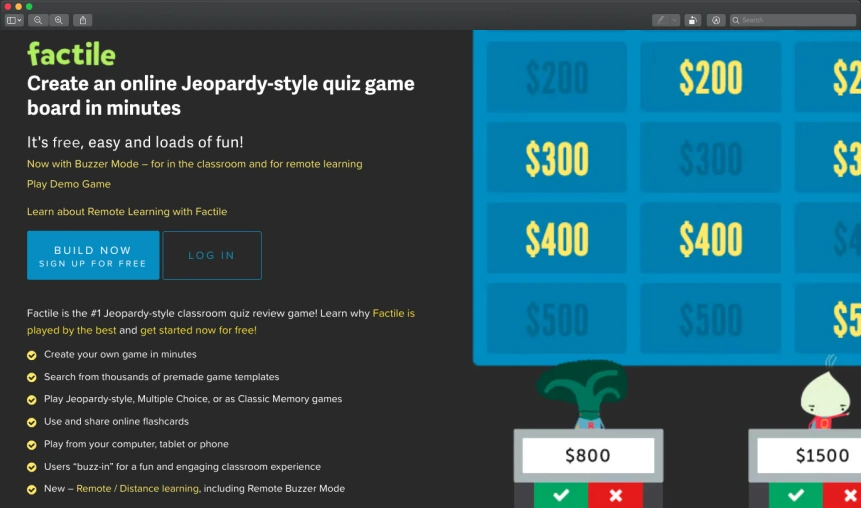 Search
factile
Create an online Jeopardy-style quiz game
board in minutes
It's free, easy and loads of fun!
Now with Buzzer Mode – for in the classroom and for remote learning
Play Demo Game
Learn about Remote Learning with Factile
BUILD NOW
SIGN UP FOR FREE
LOG IN
Factile is the #1 Jeopardy-style classroom quiz review game! Learn why Factile is
played by the best and get started now for free!
Create your own game in minutes
Search from thousands of premade game templates
Play Jeopardy-style, Multiple Choice, or as Classic Memory games
Use and share online flashcards
Play from your computer, tablet or phone
Users “buzz-in” for a fun and engaging classroom experience
New – Remote / Distance learning, including Remote Buzzer Mode
$200 $200
$300 $300
$400 $400
$500 $500
R
$800 $1500